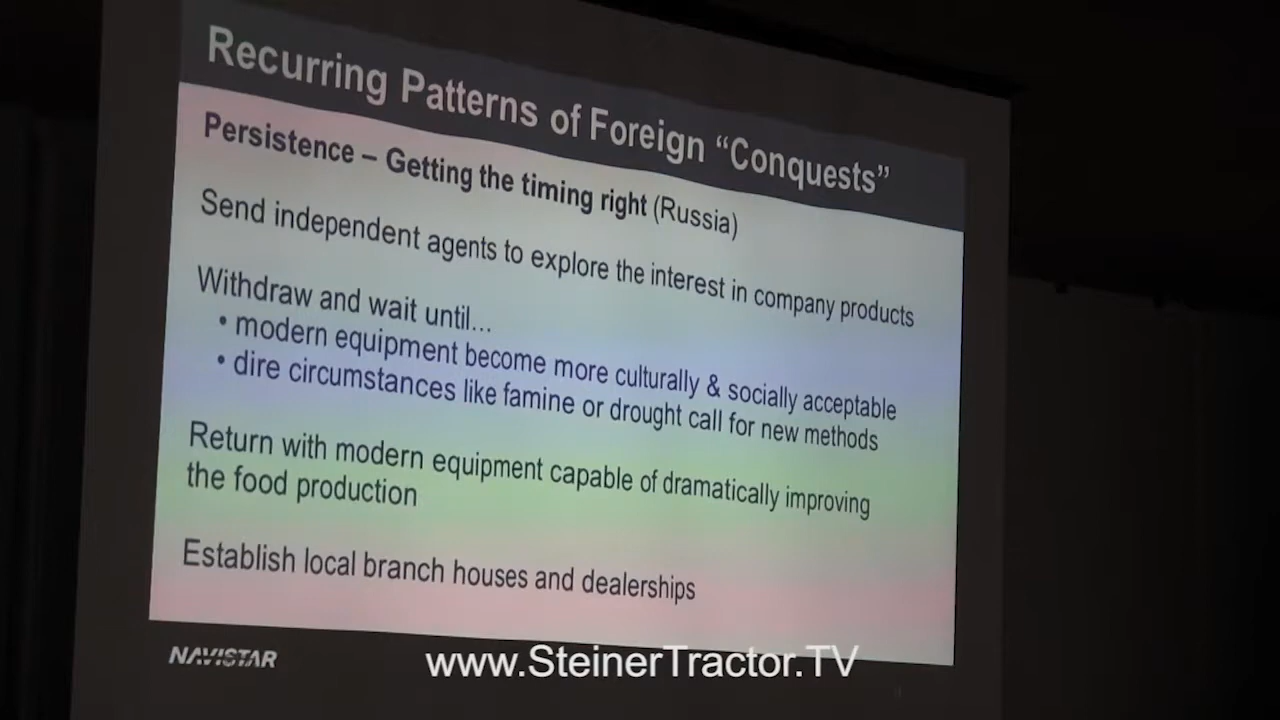 Recurring Patterns of Foreign “Conquests”
Persistence – Getting the timing right (Russia)
Send independent agents to explore the interest in company products
Withdraw and wait until...
• modern equipment become more culturally & socially acceptable
• dire circumstances like famine or drought call for new methods
Return with modern equipment capable of dramatically improving
the food production
Establish local branch houses and dealerships
NAVISTAR
www.SteinerTractor.TV